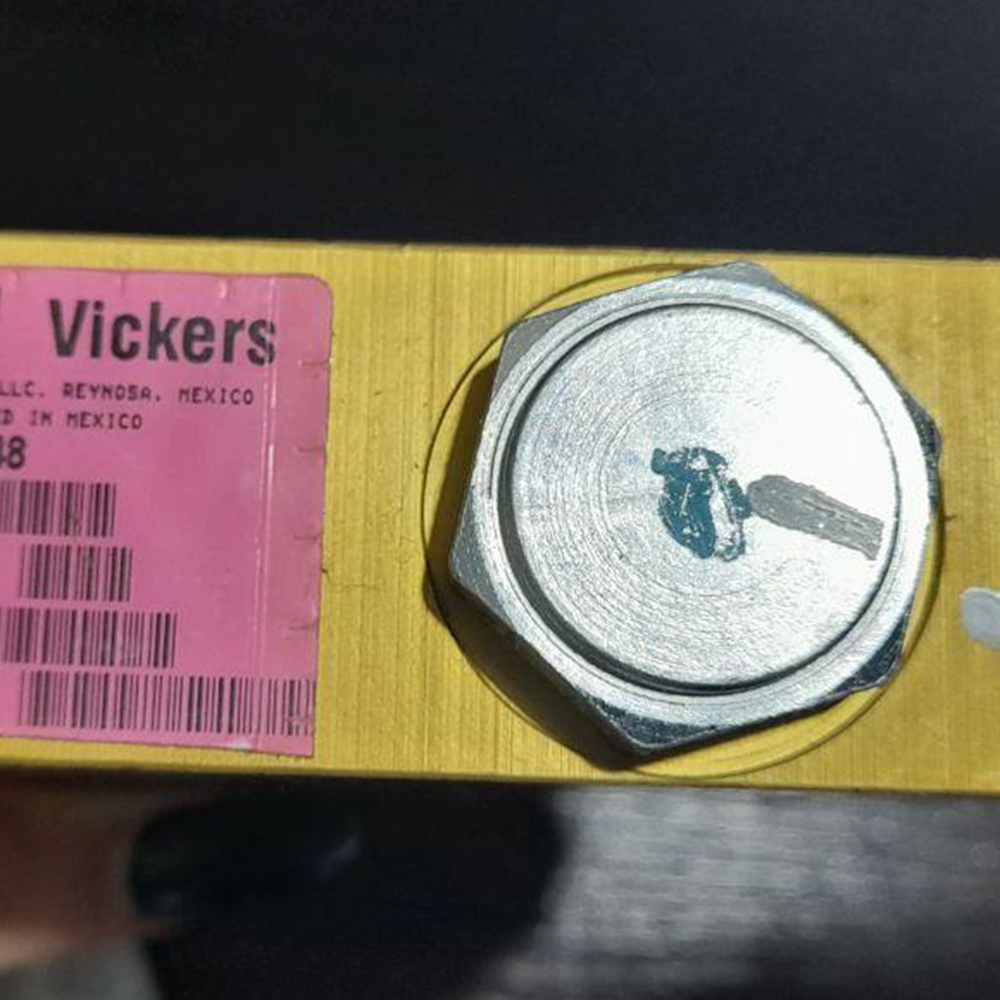 Vickers
LLC. REYNOSA, MEXICO
IN MEXICO
48